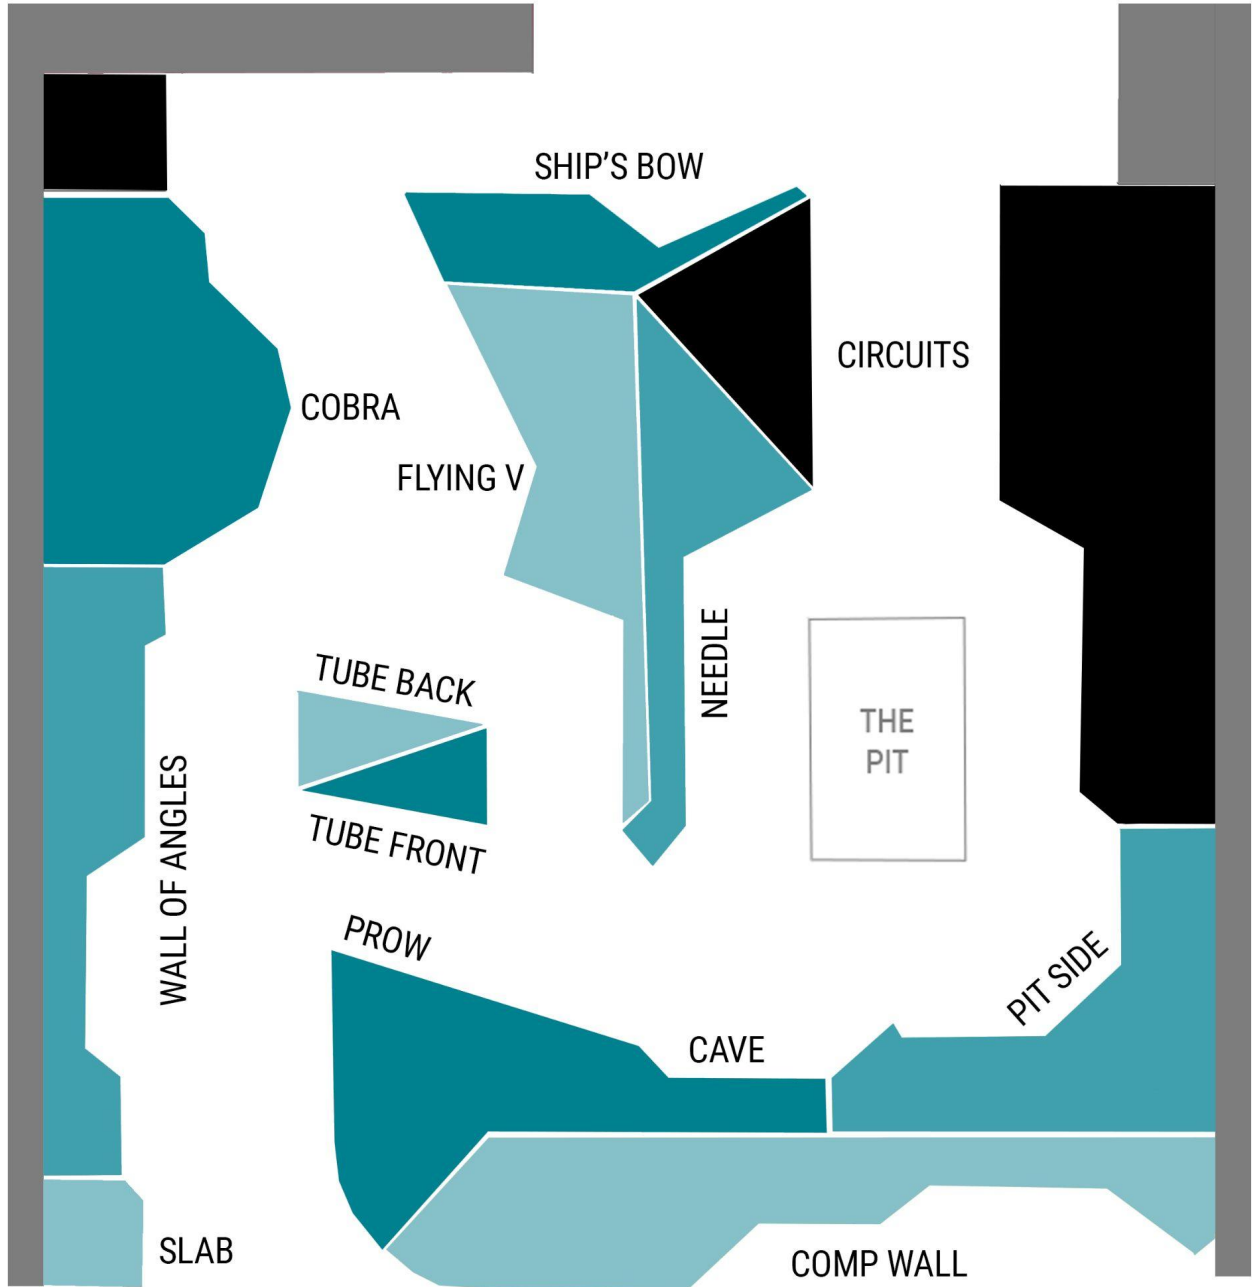 SHIP'S BOW
CIRCUITS
COBRA
FLYING V
NEEDLE
TUBE BACK
THE
PIT
TUBE FRONT
WALL OF ANGLES
PROW
PIT SIDE
CAVE
SLAB
COMP WALL